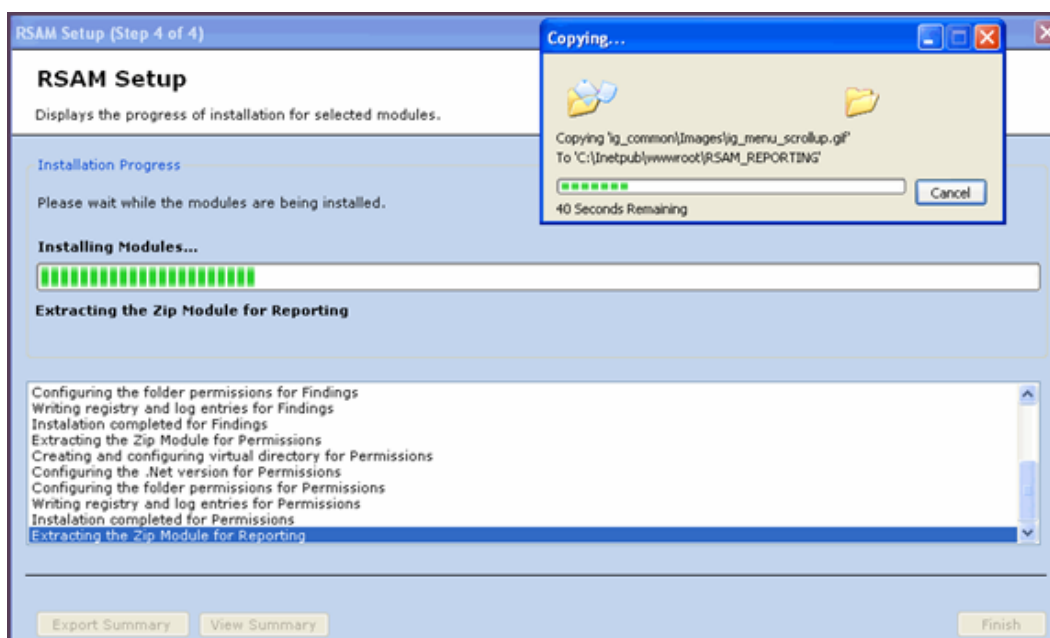 RSAM Setup (Step 4 of 4)
RSAM Setup
Displays the progress of installation for selected modules.
Copying...
Copying 'ig_common\Images\ig_menu_scrollup.gif'
To 'C:\Inetpub\wwwroot\RSAM_REPORTING'
Cancel
40 Seconds Remaining
Installation Progress
Please wait while the modules are being installed.
Installing Modules...
Extracting the Zip Module for Reporting
Configuring the folder permissions for Findings
Writing registry and log entries for Findings
Instalation completed for Findings
Extracting the Zip Module for Permissions
Creating and configuring virtual directory for Permissions
Configuring the .Net version for Permissions
Configuring the folder permissions for Permissions
Writing registry and log entries for Permissions
Instalation completed for Permissions
Extracting the Zip Module for Reporting
Export Summary
View Summary
Finish